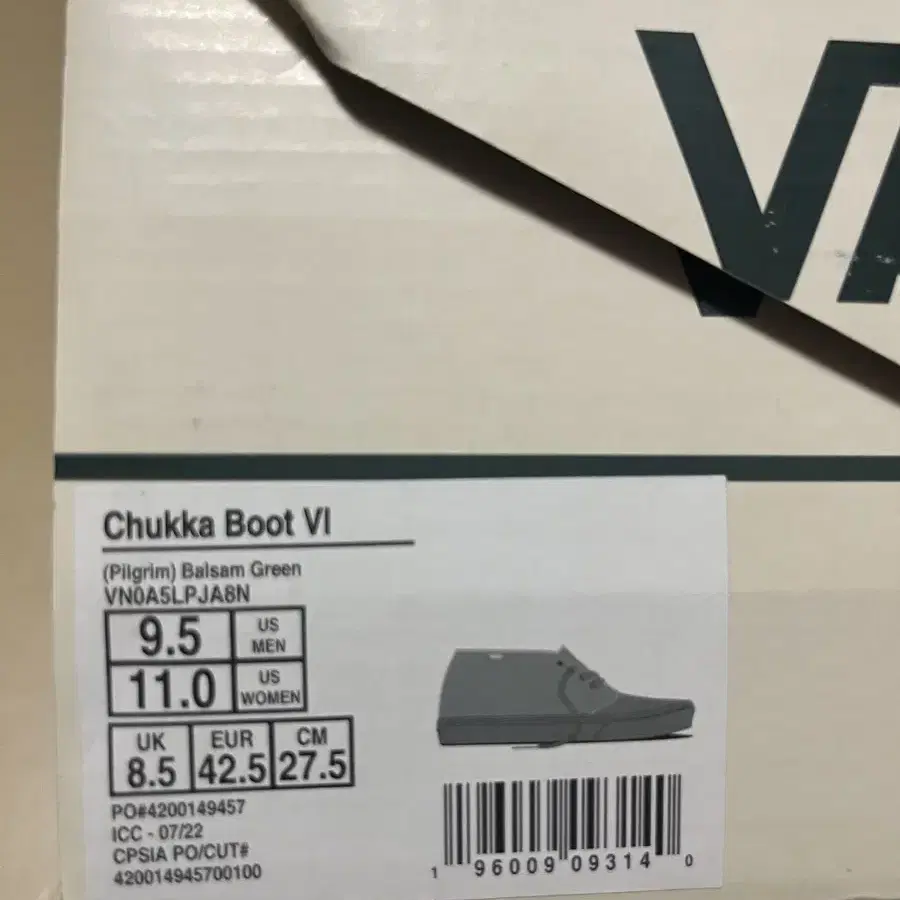 VA
Chukka Boot VI
(Pilgrim) Balsam Green
VN0A5LPJA8N
9.5 US MEN
11.0 US WOMEN
UK EUR CM
8.5 42.5 27.5
PO#4200149457
ICC - 07/22
CPSIA PO/CUT#
420014945700100
1 96009 09314 0